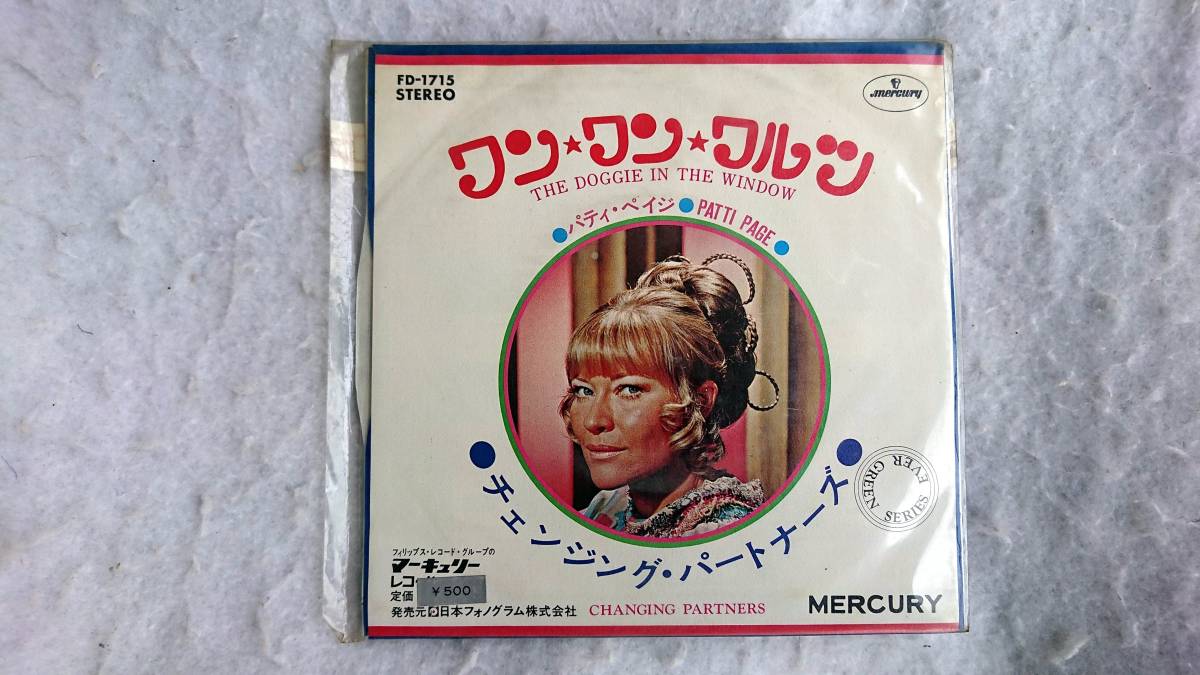 FD-1715
STEREO
mercury
ワン★ワン★ワルツ
THE DOGGIE IN THE WINDOW
●パティ・ペイジ●PATTI PAGE●
●チェンジング・パートナーズ●
EVER GREEN SERIES
フィリップス・レコード・グループの
マーキュリー
レコード
定価 ¥500
発売元 日本フォノグラム株式会社
CHANGING PARTNERS
MERCURY